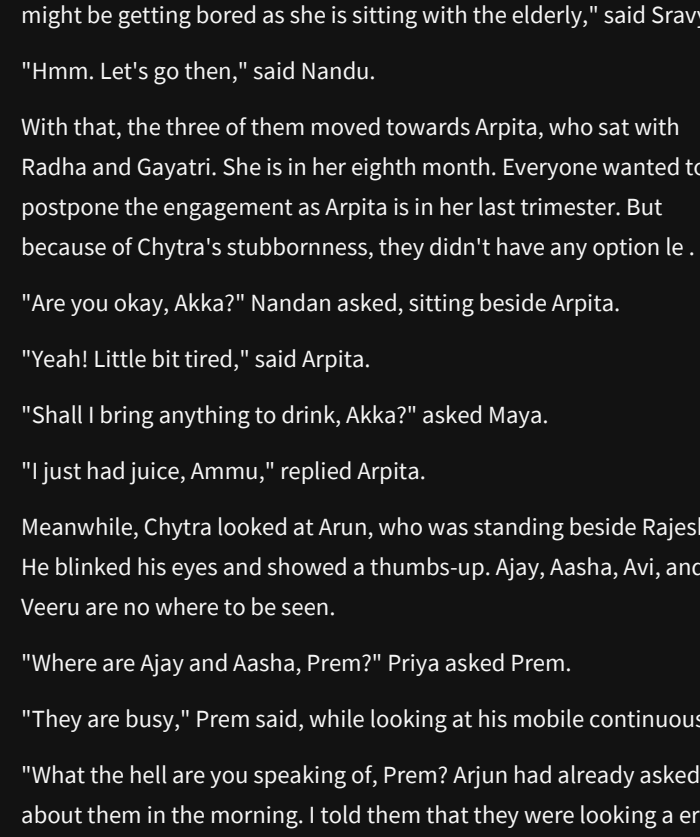 might be getting bored as she is sitting with the elderly," said Sravy
"Hmm. Let's go then," said Nandu.
With that, the three of them moved towards Arpita, who sat with
Radha and Gayatri. She is in her eighth month. Everyone wanted to
postpone the engagement as Arpita is in her last trimester. But
because of Chytra's stubbornness, they didn't have any option le .
"Are you okay, Akka?" Nandan asked, sitting beside Arpita.
"Yeah! Little bit tired," said Arpita.
"Shall I bring anything to drink, Akka?" asked Maya.
"I just had juice, Ammu," replied Arpita.
Meanwhile, Chytra looked at Arun, who was standing beside Rajesh
He blinked his eyes and showed a thumbs-up. Ajay, Aasha, Avi, and
Veeru are no where to be seen.
"Where are Ajay and Aasha, Prem?" Priya asked Prem.
"They are busy," Prem said, while looking at his mobile continuous
"What the hell are you speaking of, Prem? Arjun had already asked
about them in the morning. I told them that they were looking a er